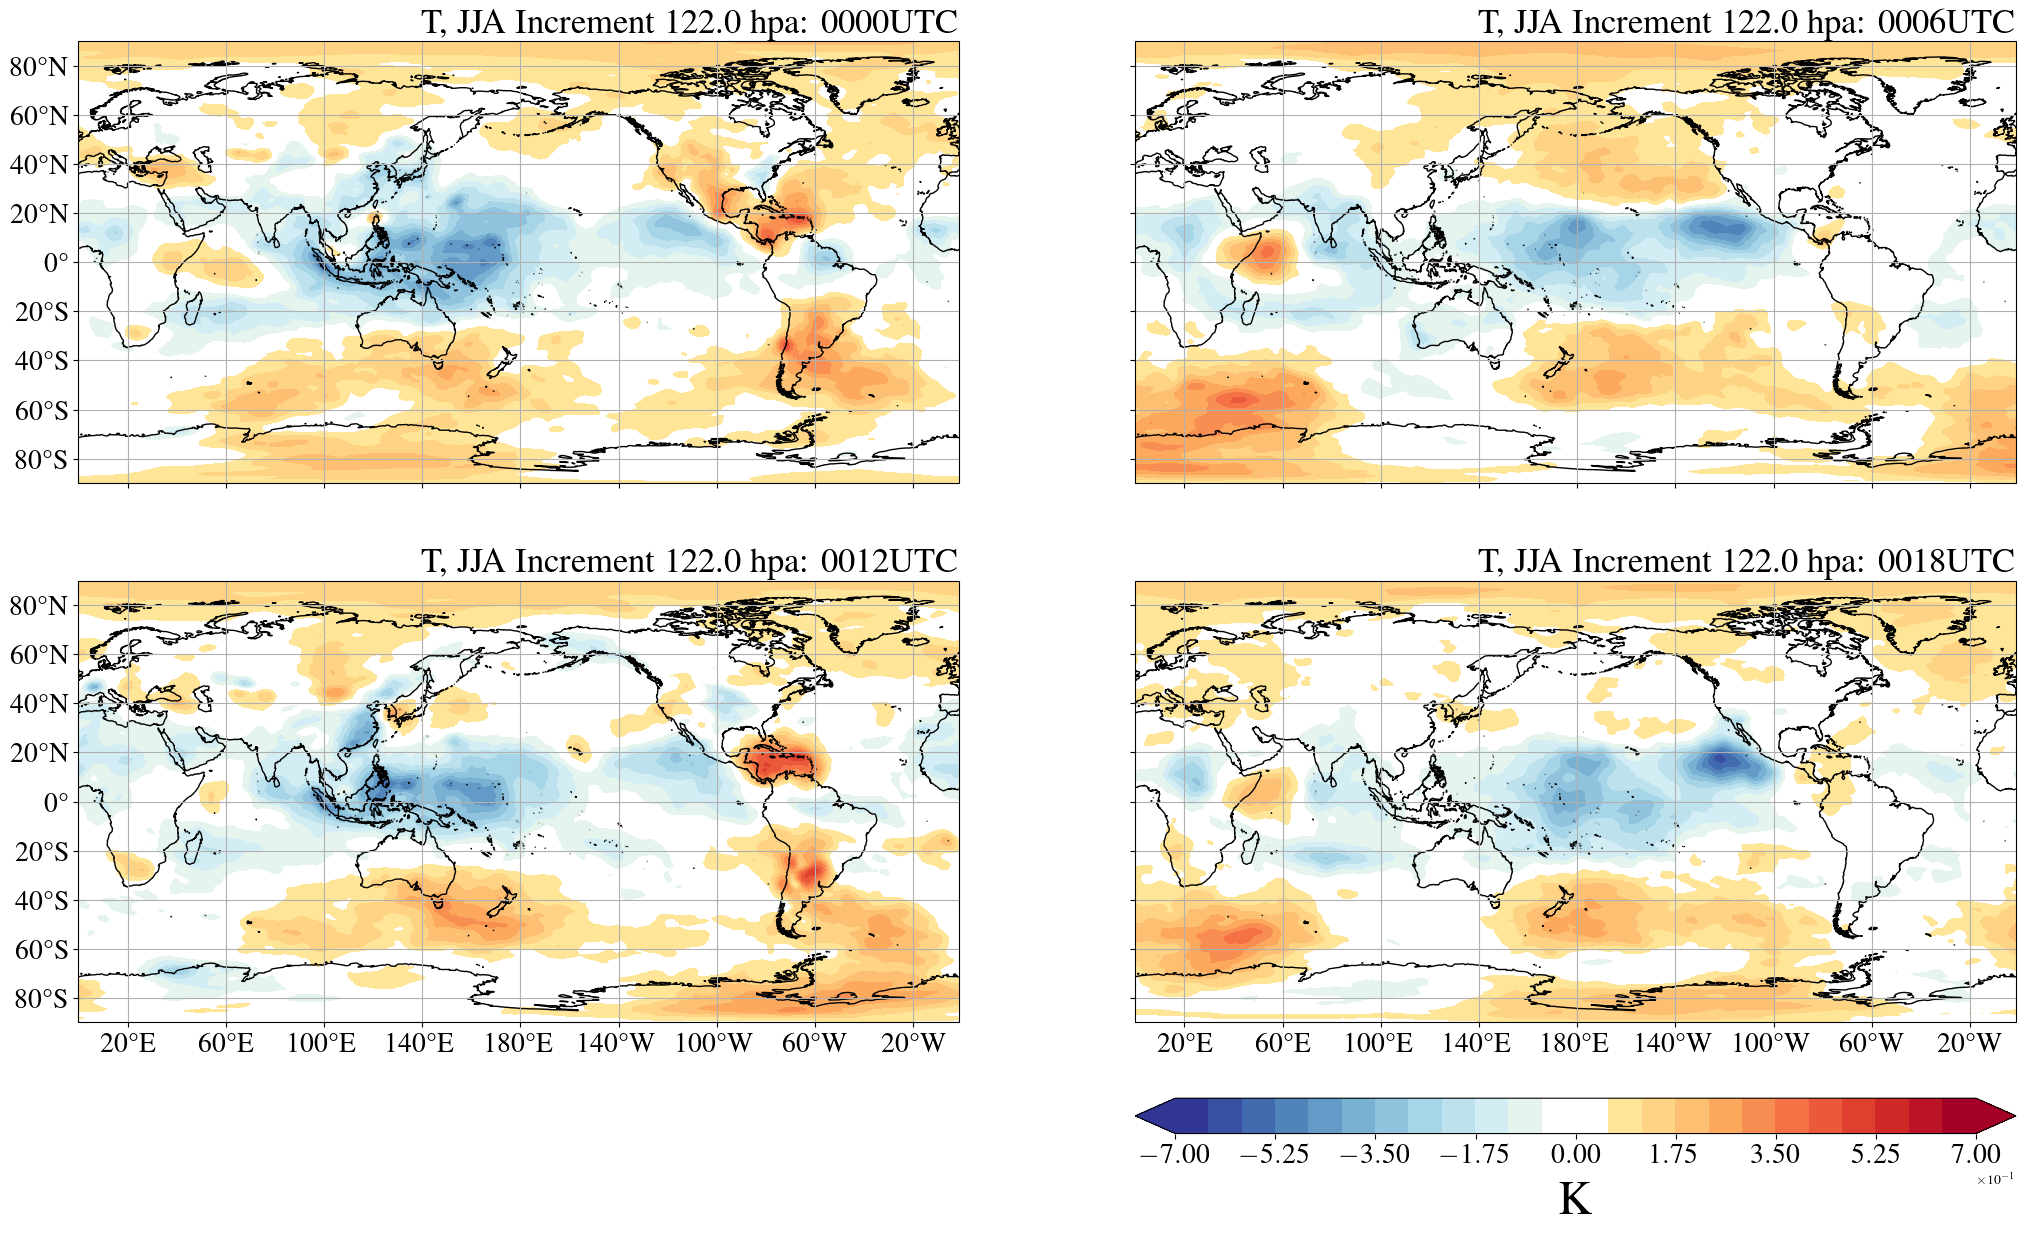 T, JJA Increment 122.0 hpa: 0000UTC
T, JJA Increment 122.0 hpa: 0006UTC
80°N
60°N
40°N
20°N
0°
20°S
40°S
60°S
80°S
T, JJA Increment 122.0 hpa: 0012UTC
T, JJA Increment 122.0 hpa: 0018UTC
80°N
60°N
40°N
20°N
0°
20°S
40°S
60°S
80°S
20°E 60°E 100°E 140°E 180°E 140°W 100°W 60°W 20°W
20°E 60°E 100°E 140°E 180°E 140°W 100°W 60°W 20°W
−7.00 −5.25 −3.50 −1.75 0.00 1.75 3.50 5.25 7.00
×10⁻¹
K